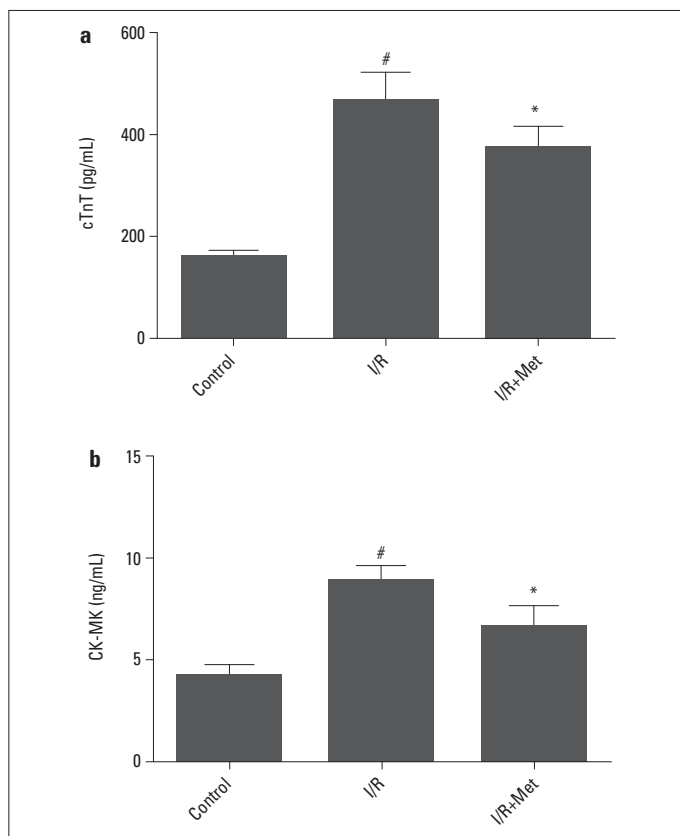 a
600
400
200
0
cTnT (pg/mL)
#
*
Control
I/R
I/R+Met
b
15
10
5
0
CK-MK (ng/mL)
#
*
Control
I/R
I/R+Met